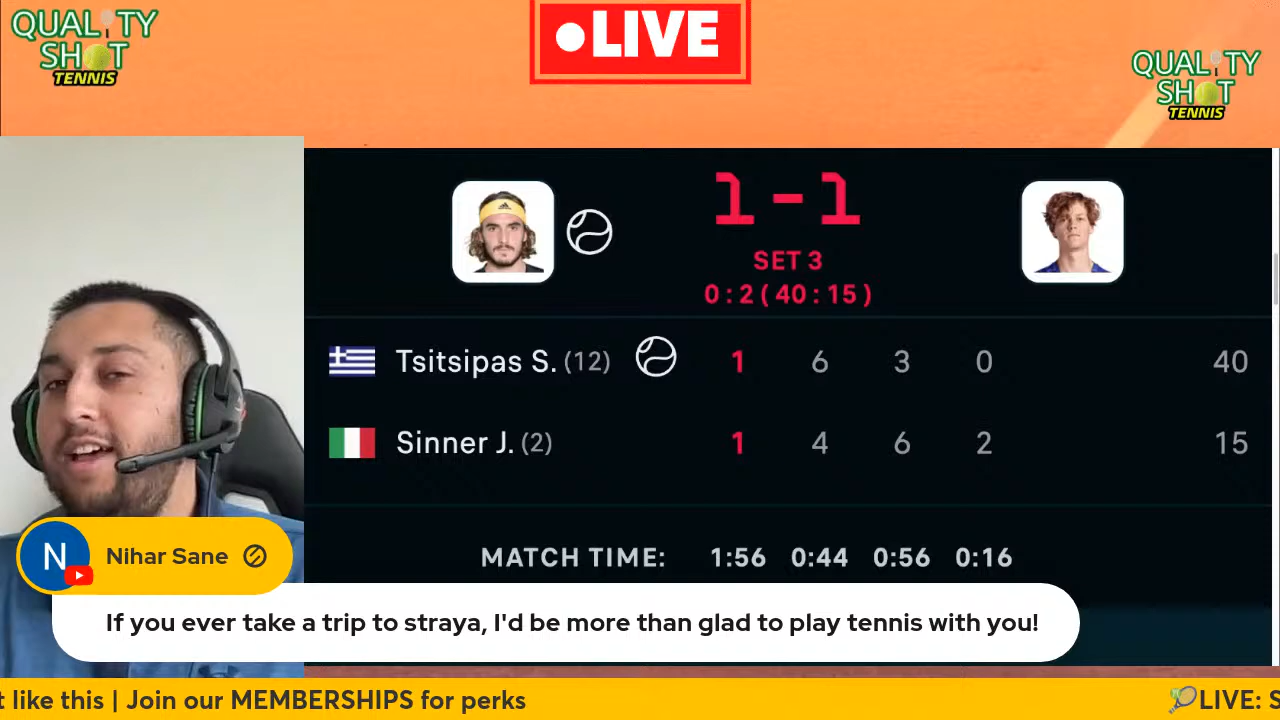 QUALITY
SHOT
TENNIS
LIVE
QUALITY
SHOT
TENNIS
1 - 1
SET 3
0 : 2 ( 40 : 15 )
Tsitsipas S. (12) 1 6 3 0 40
Sinner J. (2) 1 4 6 2 15
MATCH TIME: 1:56 0:44 0:56 0:16
N Nihar Sane
If you ever take a trip to straya, I'd be more than glad to play tennis with you!
t like this | Join our MEMBERSHIPS for perks LIVE: S